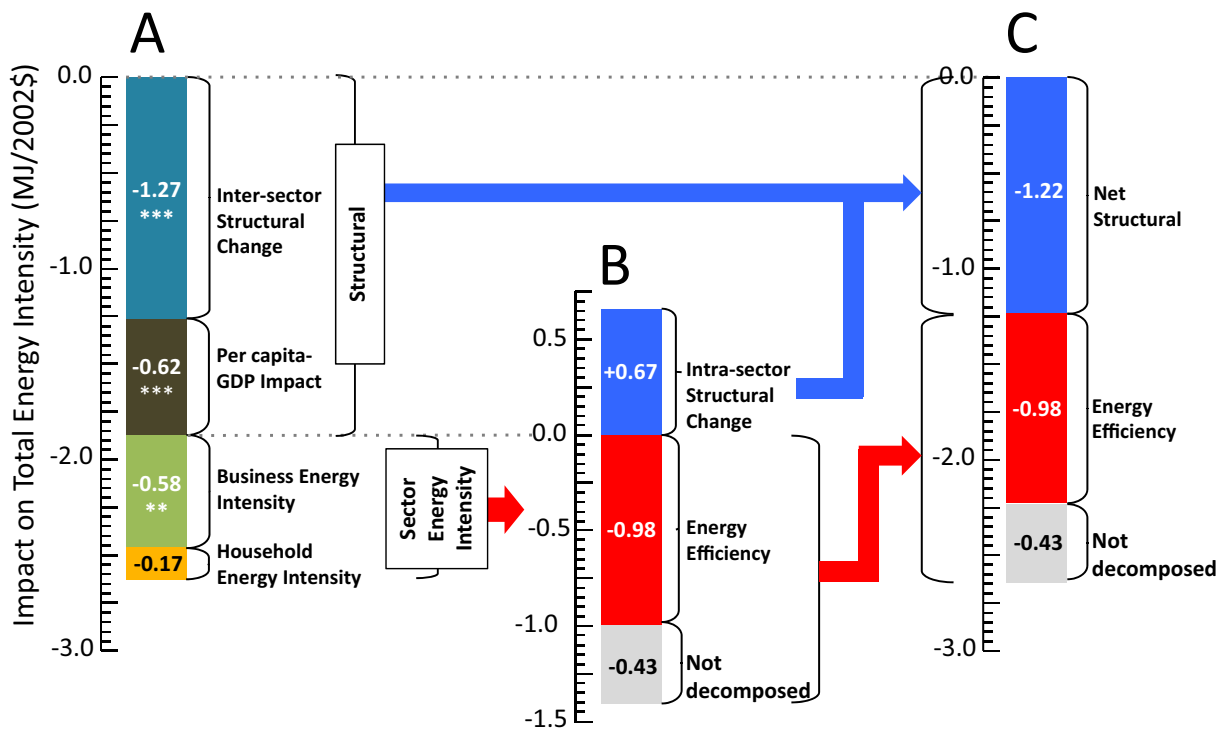 A
C
Impact on Total Energy Intensity (MJ/2002$)
0.0
-1.0
-2.0
-3.0
-1.27
***
-0.62
***
-0.58
**
-0.17
Inter-sector
Structural
Change
Per capita-
GDP Impact
Business Energy
Intensity
Household
Energy Intensity
Structural
Sector
Energy
Intensity
B
0.5
0.0
-0.5
-1.0
-1.5
+0.67
-0.98
-0.43
Intra-sector
Structural
Change
Energy
Efficiency
Not
decomposed
0.0
-1.0
-2.0
-3.0
-1.22
-0.98
-0.43
Net
Structural
Energy
Efficiency
Not
decomposed